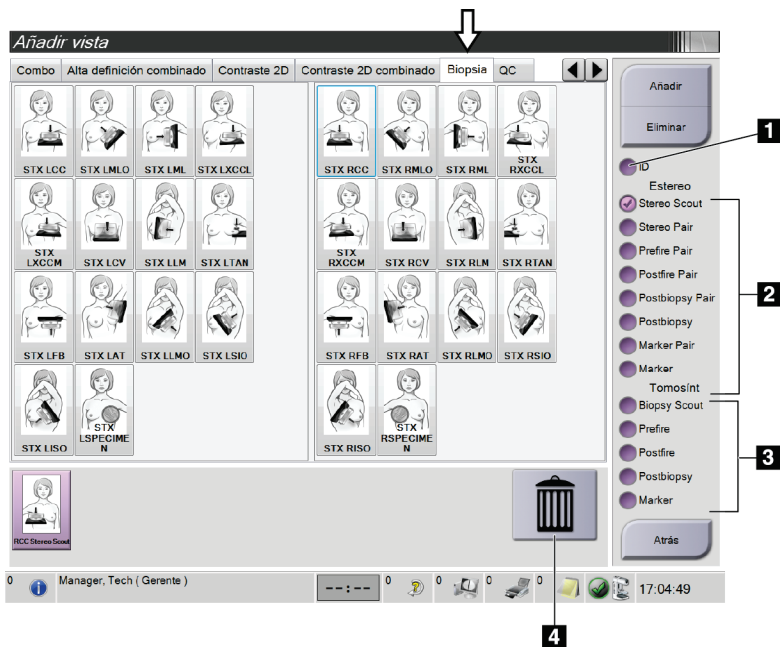 Añadir vista
Combo
Alta definición combinado
Contraste 2D
Contraste 2D combinado
Biopsia
QC
STX LCC
STX LMLO
STX LML
STX LXCCL
STX LXCCM
STX LCV
STX LLM
STX LTAN
STX LFB
STX LAT
STX LLMO
STX LSIO
STX LISO
STX
LSPECIME
N
STX RCC
STX RMLO
STX RML
STX
RXCCL
STX
RXCCM
STX RCV
STX RLN
STX RTAN
STX RFB
STX RAT
STX RLMO
STX RSIO
STX RISO
STX
RSPECIME
N
Añadir
Eliminar
ID
Estereo
Stereo Scout
Stereo Pair
Prefire Pair
Postfire Pair
Postbiopsy Pair
Postbiopsy
Marker Pair
Marker
Tomosínt
Biopsy Scout
Prefire
Postfire
Postbiopsy
Marker
Atrás
1
2
3
RCC Stereo Scout
0
Manager, Tech ( Gerente )
--:--
0
0
0
0
17:04:49
4